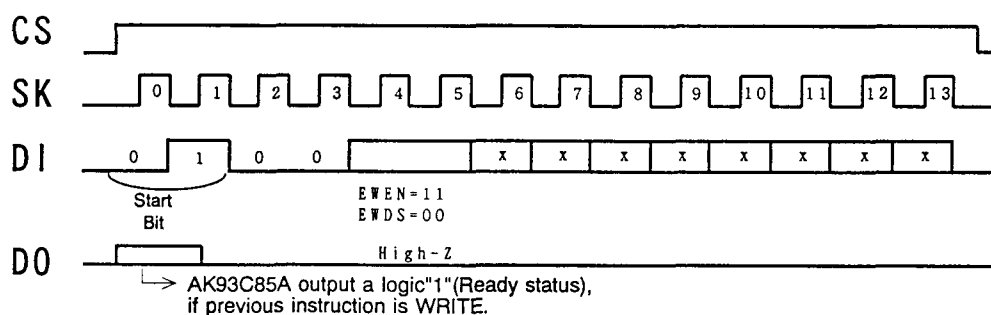 CS
SK 0 1 2 3 4 5 6 7 8 9 10 11 12 13
DI 0 1 0 0 x x x x x x x x
Start
Bit
EWEN=11
EWDS=00
DO High-Z
AK93C85A output a logic"1"(Ready status),
if previous instruction is WRITE.